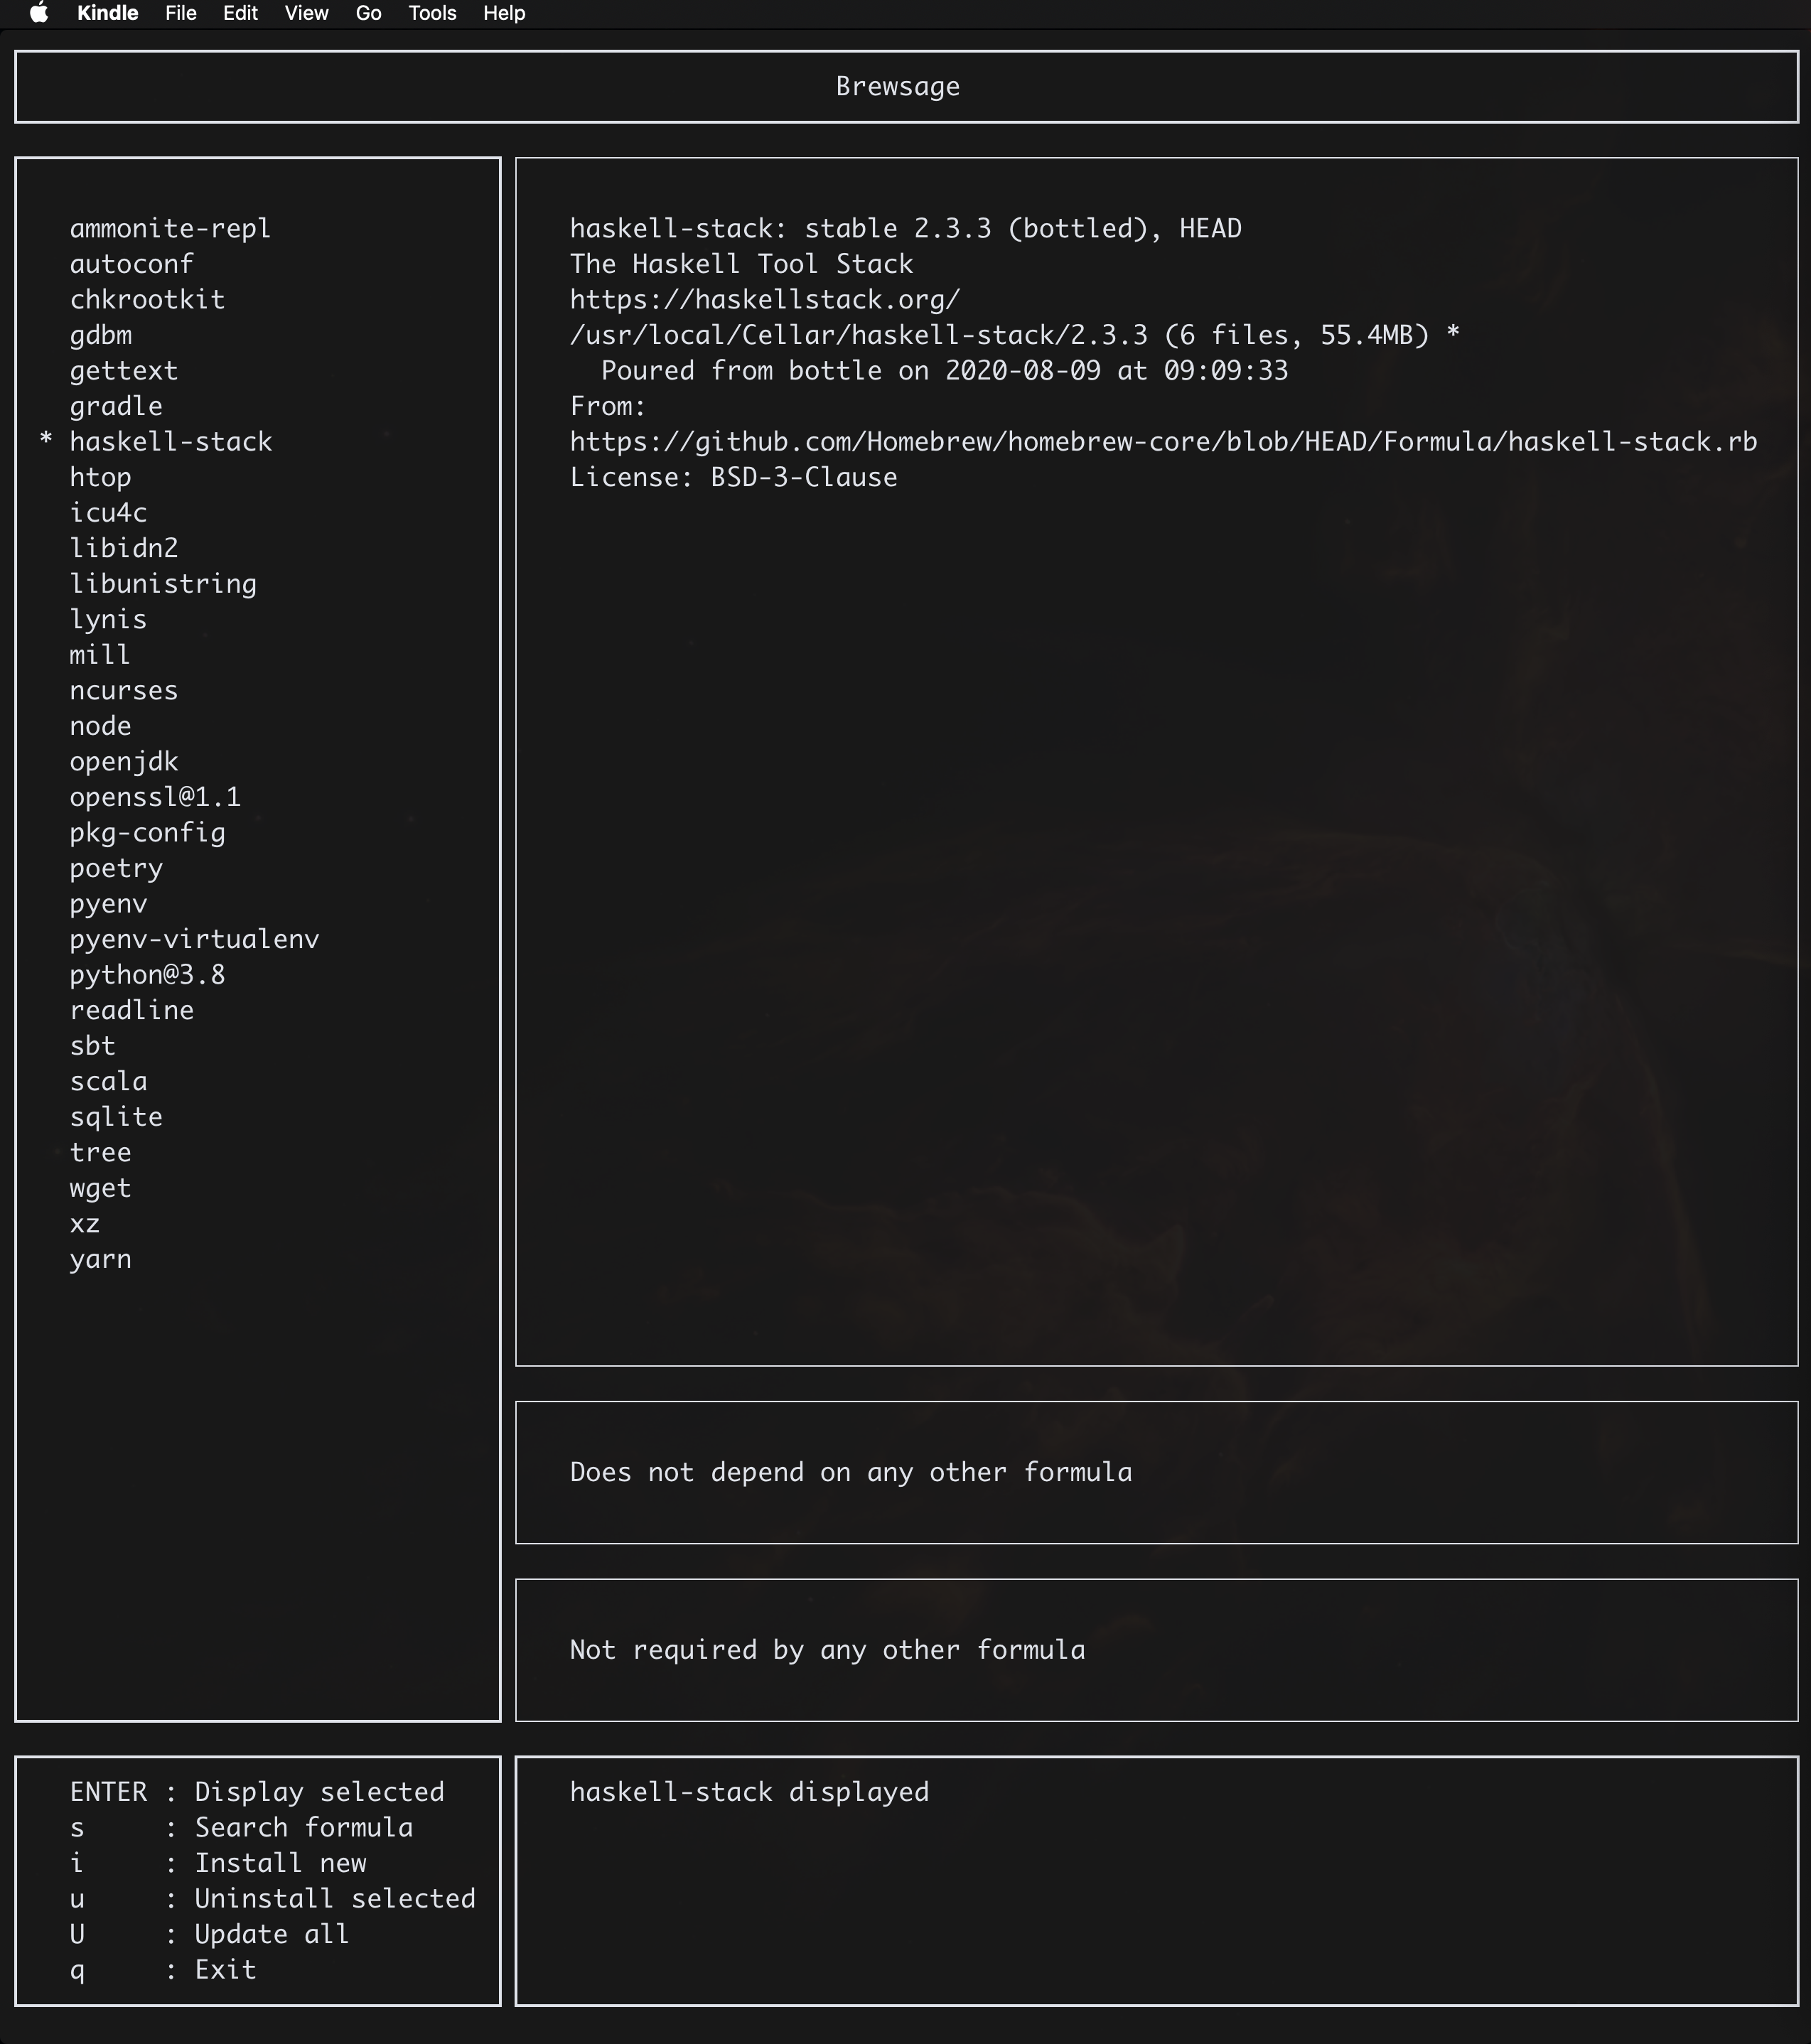 Kindle File Edit View Go Tools Help
Brewsage
ammonite-repl
autoconf
chkrootkit
gdbm
gettext
gradle
* haskell-stack
htop
icu4c
libidn2
libunistring
lynis
mill
ncurses
node
openjdk
openssl@1.1
pkg-config
poetry
pyenv
pyenv-virtualenv
python@3.8
readline
sbt
scala
sqlite
tree
wget
xz
yarn
haskell-stack: stable 2.3.3 (bottled), HEAD
The Haskell Tool Stack
https://haskellstack.org/
/usr/local/Cellar/haskell-stack/2.3.3 (6 files, 55.4MB) *
  Poured from bottle on 2020-08-09 at 09:09:33
From:
https://github.com/Homebrew/homebrew-core/blob/HEAD/Formula/haskell-stack.rb
License: BSD-3-Clause
Does not depend on any other formula
Not required by any other formula
ENTER : Display selected
s     : Search formula
i     : Install new
u     : Uninstall selected
U     : Update all
q     : Exit
haskell-stack displayed